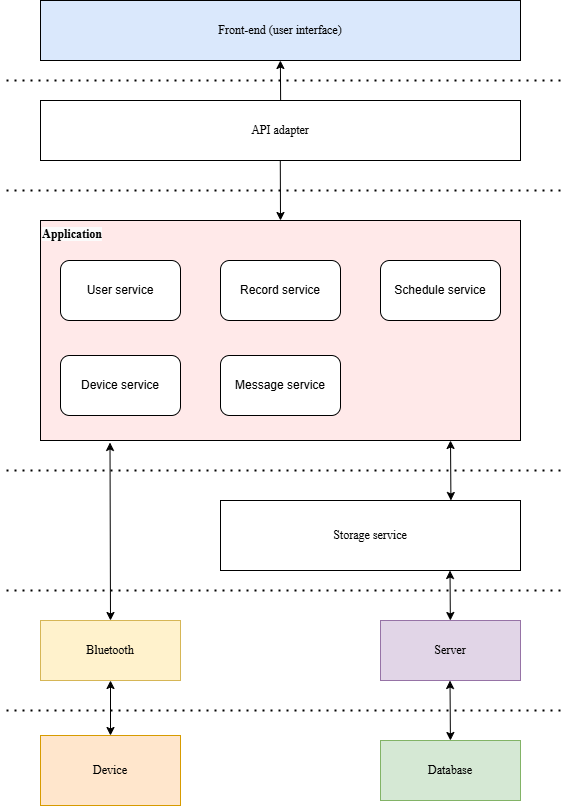 Front-end (user interface)
API adapter
Application
User service
Record service
Schedule service
Device service
Message service
Storage service
Bluetooth
Server
Device
Database